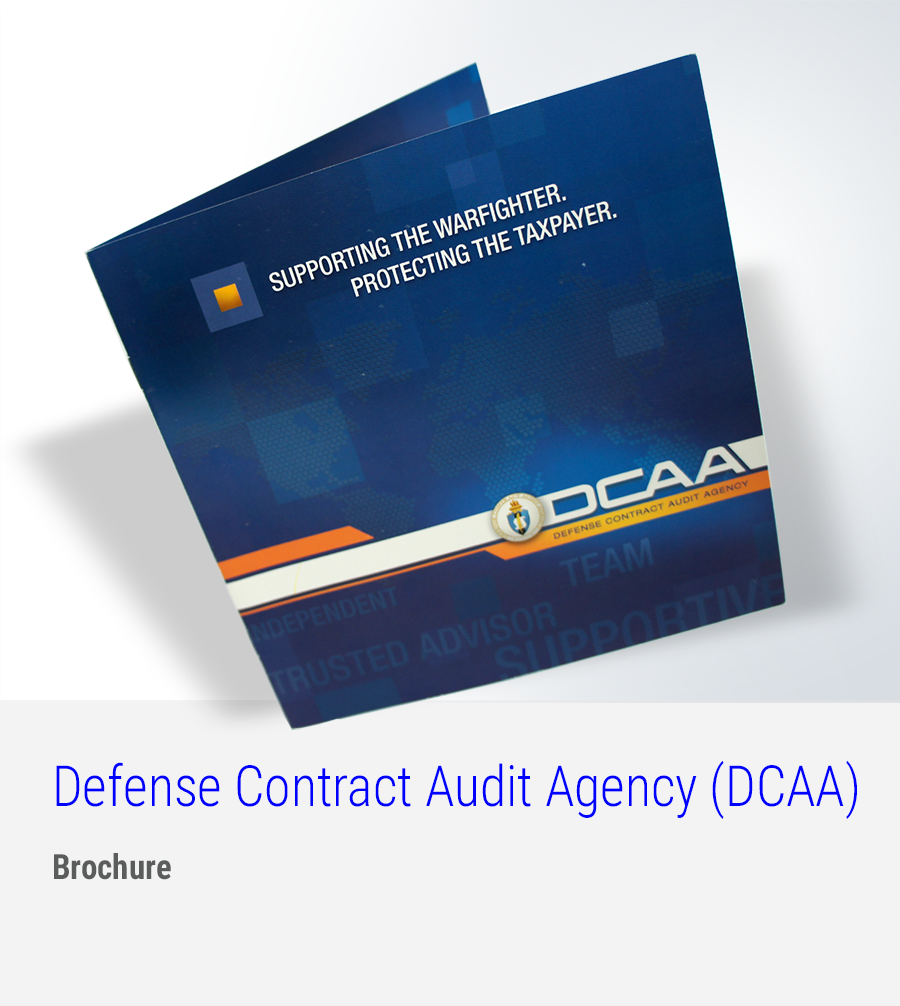 SUPPORTING THE WARFIGHTER.
PROTECTING THE TAXPAYER.
DCAA
DEFENSE CONTRACT AUDIT AGENCY
TEAM
INDEPENDENT
TRUSTED ADVISOR
SUPPORTIVE
Defense Contract Audit Agency (DCAA)
Brochure